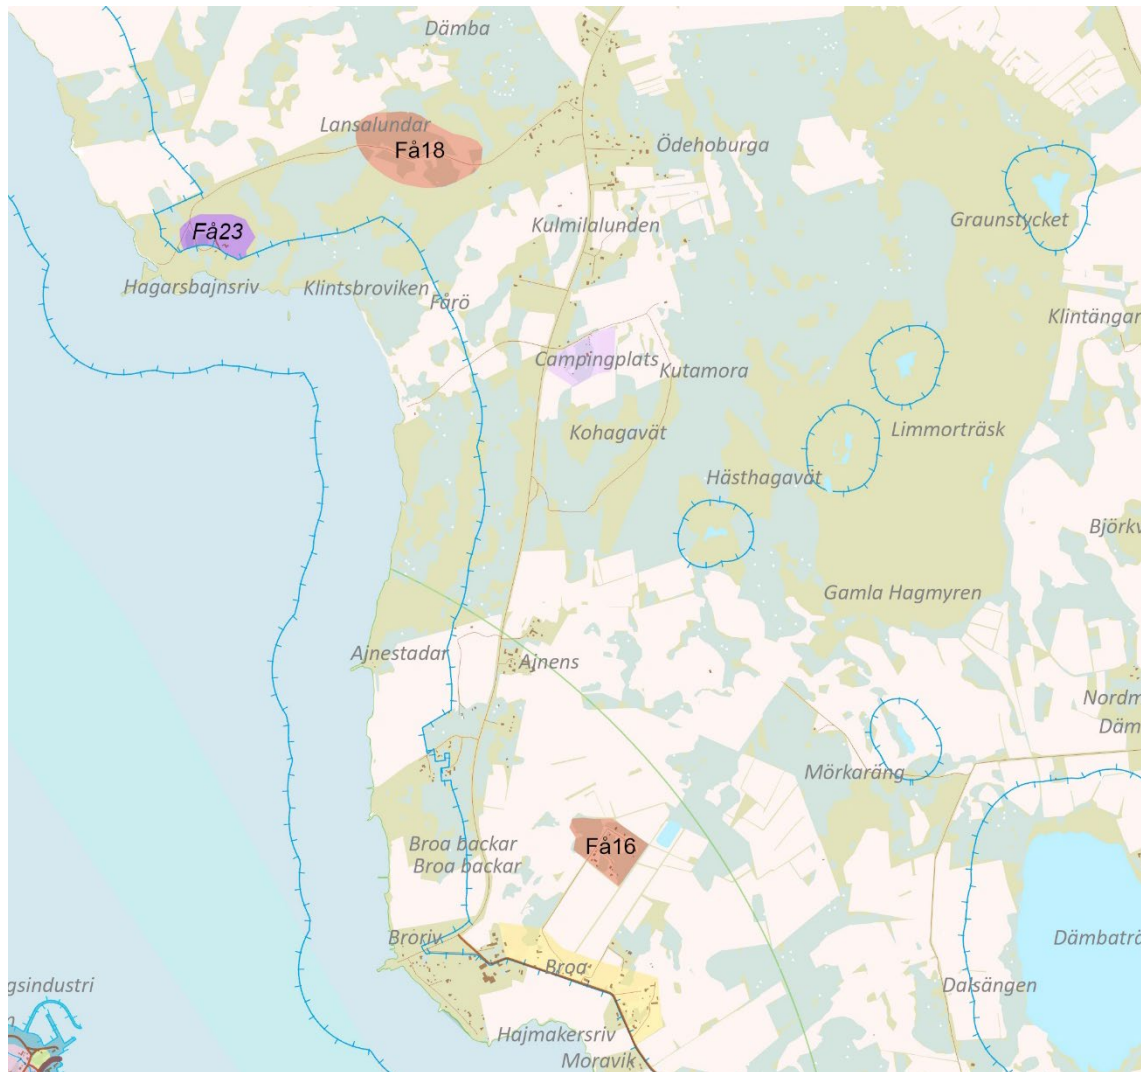 Dämba
Lansalundar
Få18
Ödehoburga
Graunstycket
Få23
Kulmilalunden
Hagarsbajnsriv
Klintsbroviken
Fårö
Klintängar
Campingplats
Kutamora
Kohagavät
Limmorträsk
Hästhagavät
Björkv
Gamla Hagmyren
Ajnestadar
Ajnens
Nordm
Däm
Mörkaräng
Broa backar
Broa backar
Få16
Broriv
Broa
Dämbaträ
gsindustri
n
Dalsängen
Hajmakersriv
Moravik